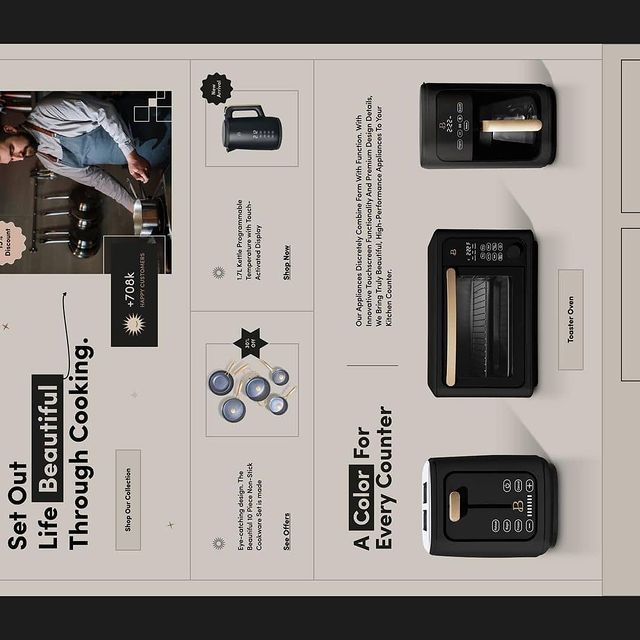 Set Out
Life Beautiful
Through Cooking.
Shop Our Collection
+708k
HAPPY CUSTOMERS
15%
Discount!
Eye-catching design. The
Beautiful 10 Piece Non-Stick
Cookware Set is made
See Offers
30%
OFF
1.7L Kettle Programmable
Temperature with Touch-
Activated Display
Shop Now
New
Arrival
A Color For
Every Counter
Our Appliances Discreetely Combine Form With Function. With
Innovative Touchscreen Functionality And Premium Design Details,
We Bring Truly Beautiful, High-Performance Appliances To Your
Kitchen Counter.
Toaster Oven